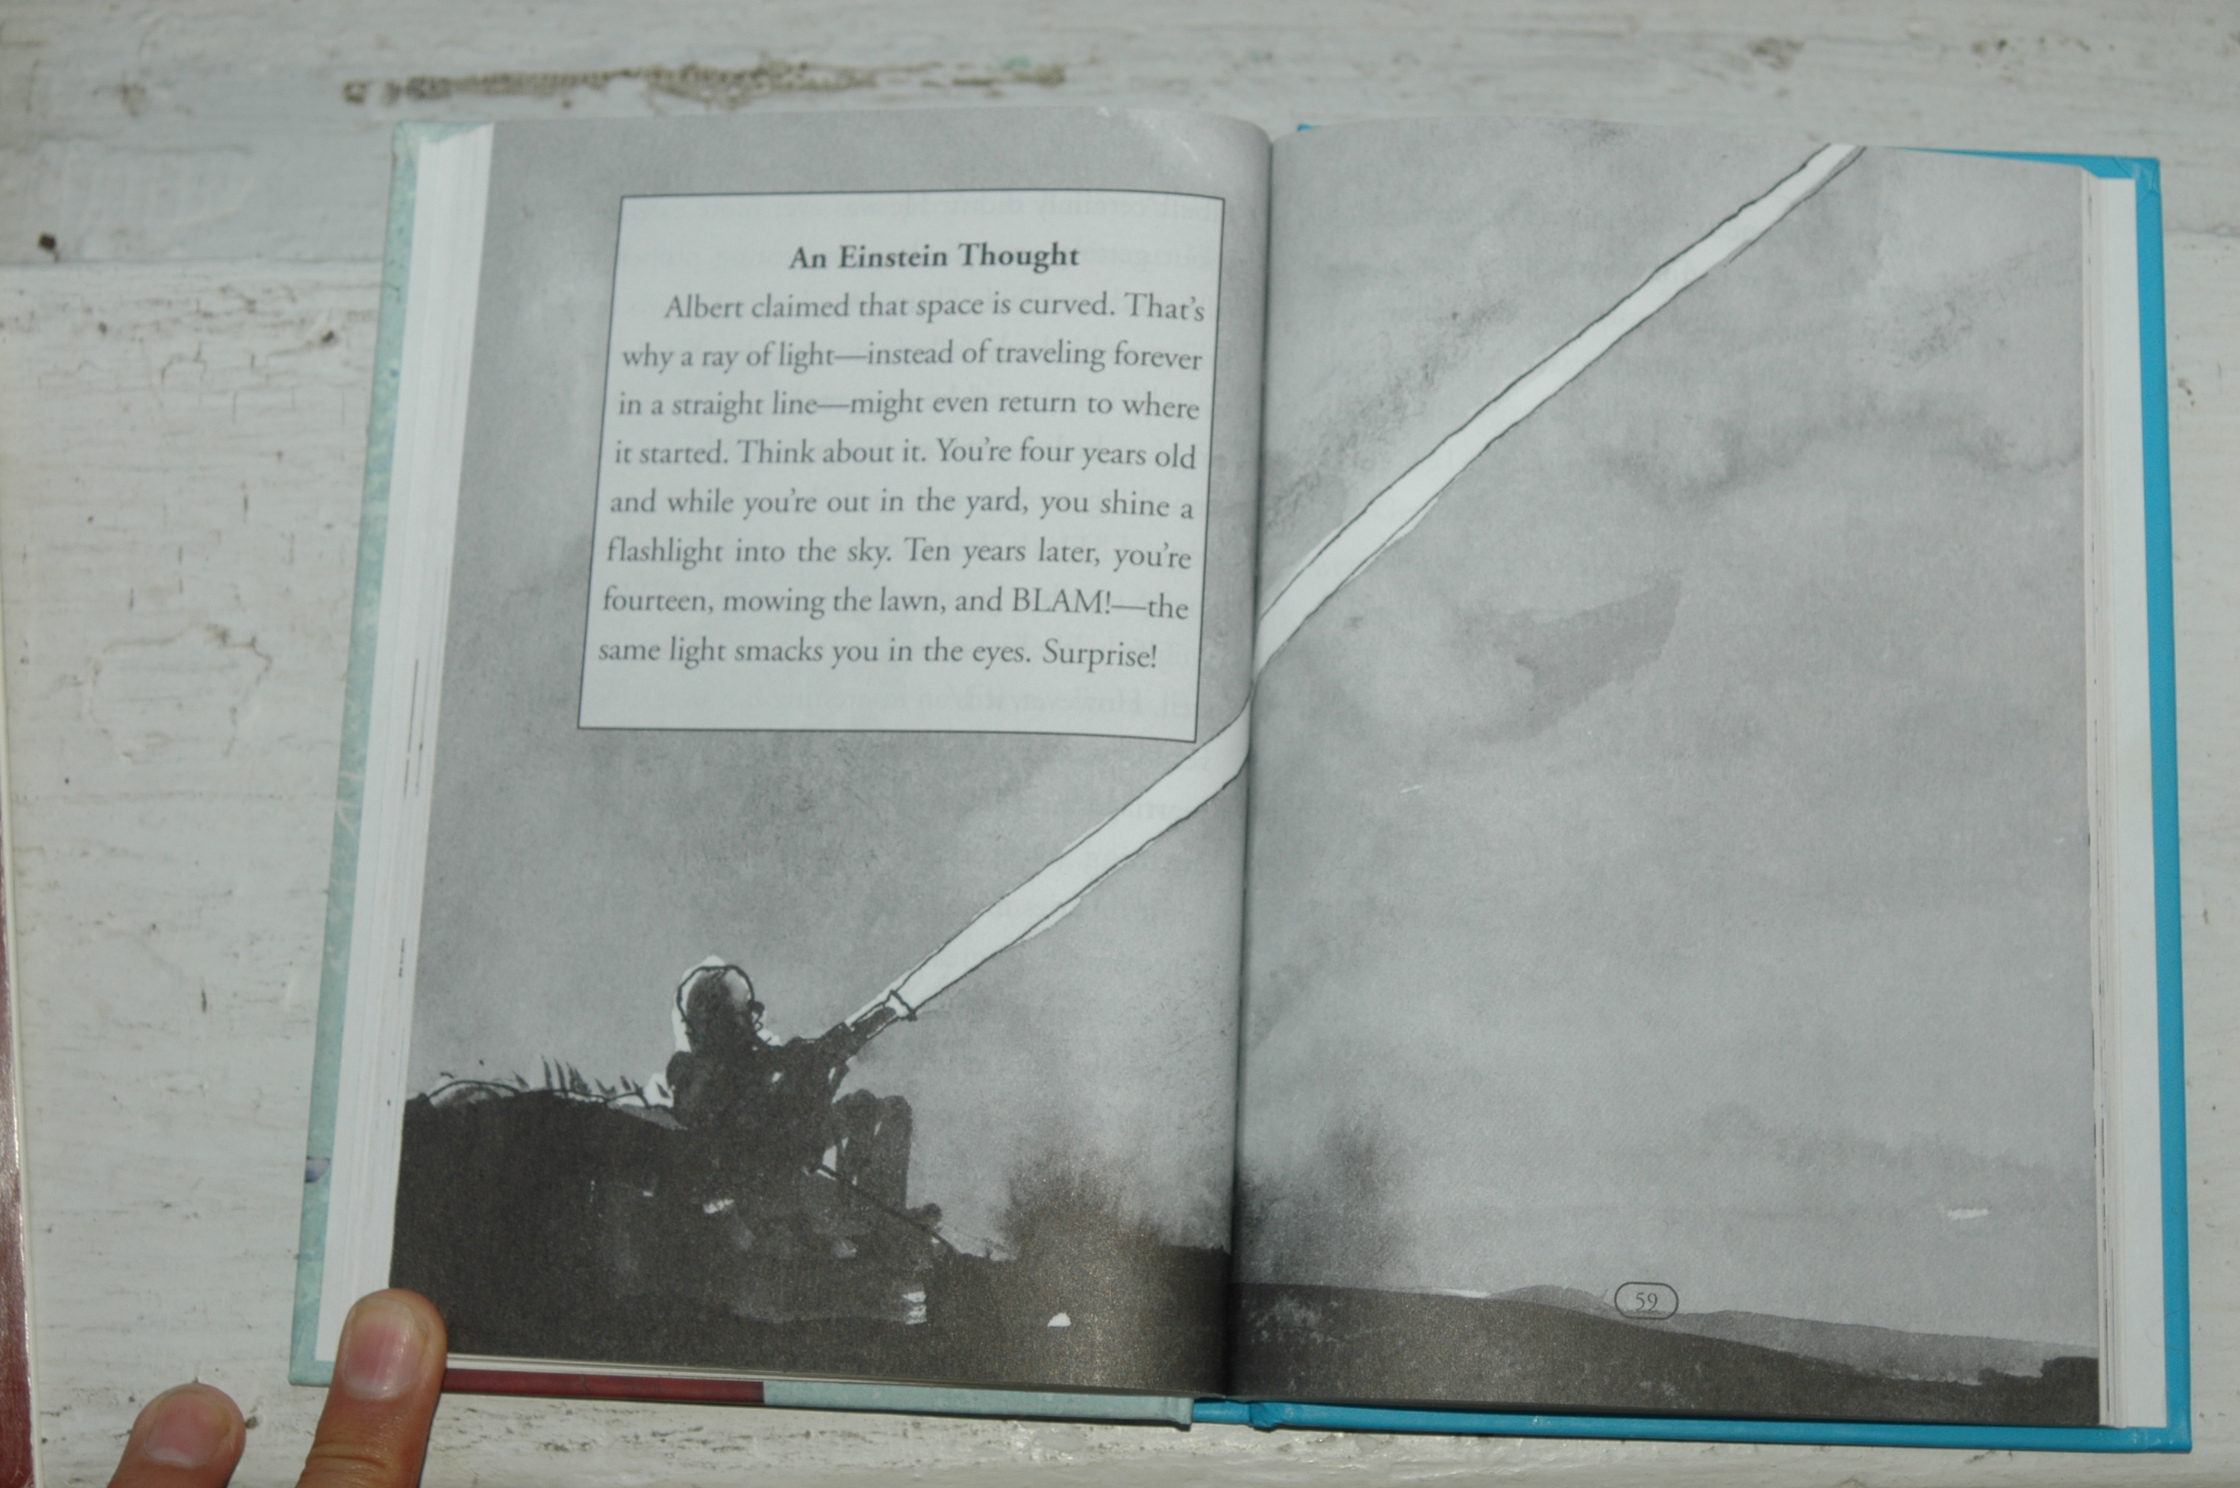 An Einstein Thought
Albert claimed that space is curved. That's
why a ray of light—instead of traveling forever
in a straight line—might even return to where
it started. Think about it. You're four years old
and while you're out in the yard, you shine a
flashlight into the sky. Ten years later, you're
fourteen, mowing the lawn, and BLAM!—the
same light smacks you in the eyes. Surprise!
59